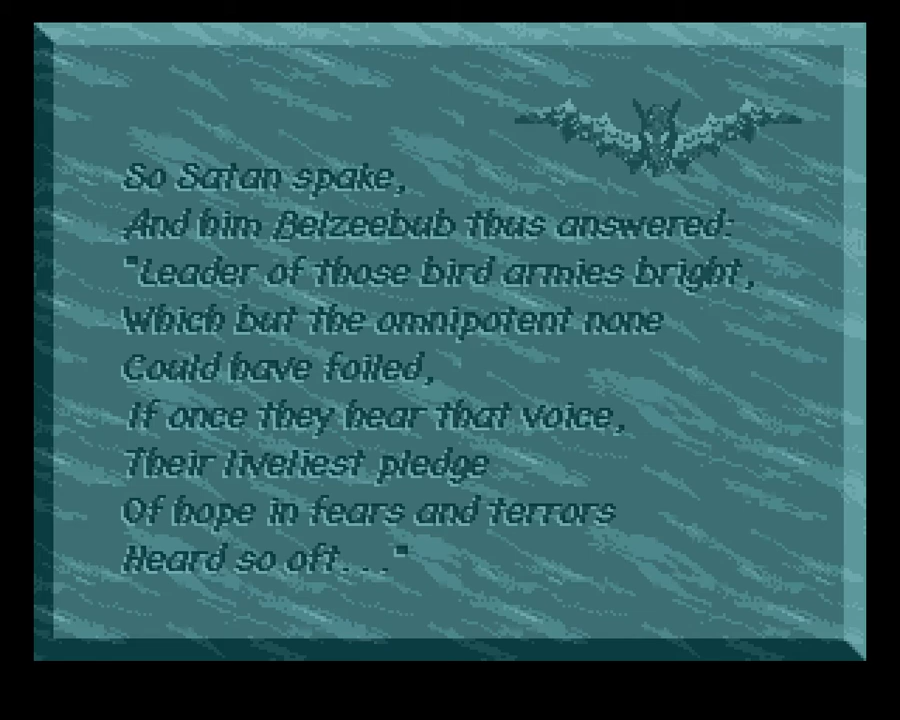 So Satan spake,
And him Belzeebub thus answered:
"Leader of those bird armies bright,
Which but the omnipotent none
Could have foiled,
If once they hear that voice,
Their liveliest pledge
Of hope in fears and terrors
Heard so oft..."